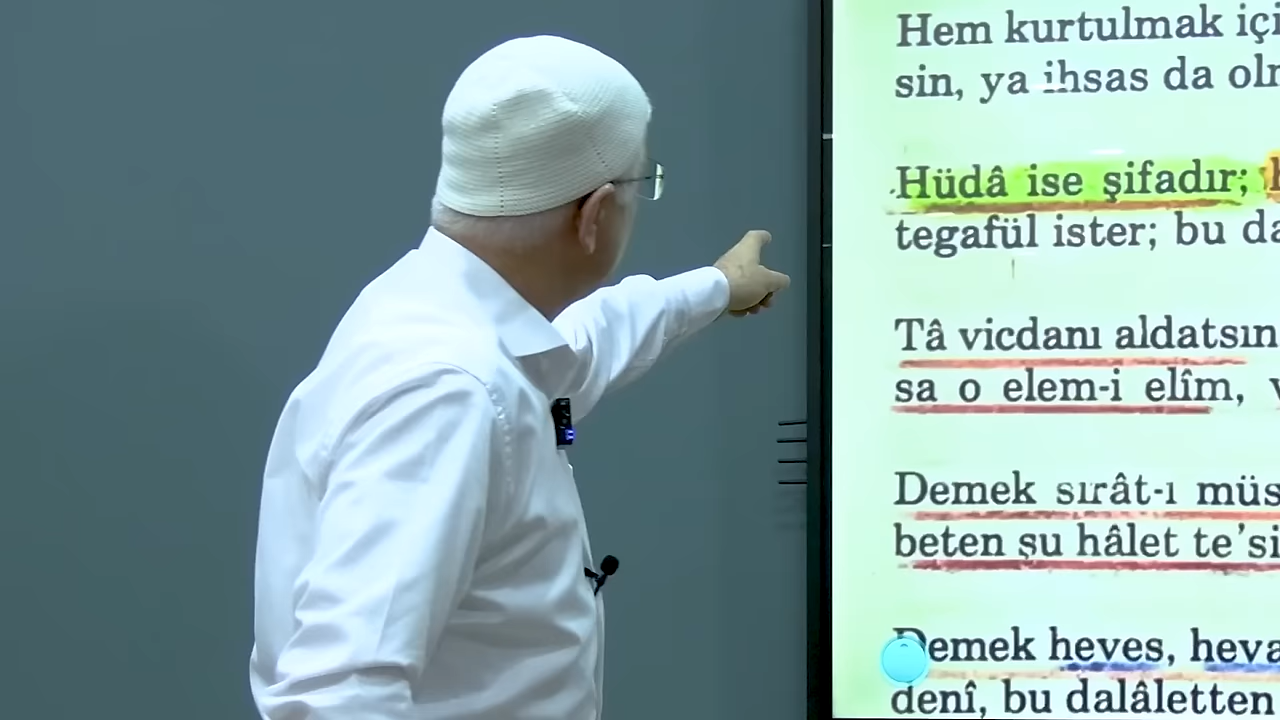 Hem kurtulmak içi
sin, ya ihsas da olm
Hüdâ ise şifadır;
tegafül ister; bu da
Tâ vicdanı aldatsın
sa o elem-i elîm,
Demek sırât-ı müs
beten şu hâlet te'si
Demek heves, heva
denî, bu dalâletten